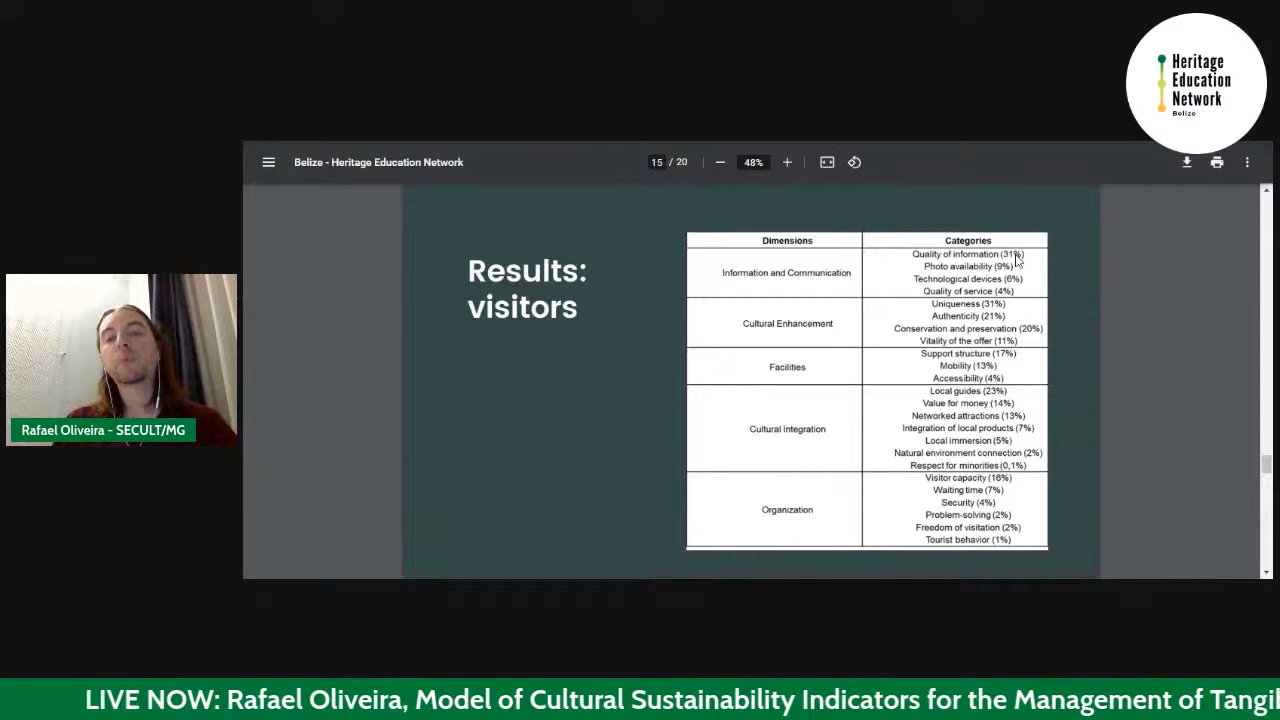 Heritage
Education
Network
Belize
Belize - Heritage Education Network
15 / 20
48%
Results:
visitors
Dimensions
Categories
Information and Communication
Quality of information (31%)
Photo availability (9%)
Technological devices (6%)
Quality of service (4%)
Cultural Enhancement
Uniqueness (31%)
Authenticity (21%)
Conservation and preservation (20%)
Vitality of the offer (11%)
Facilities
Support structure (17%)
Mobility (13%)
Accessibility (4%)
Cultural Integration
Local guides (23%)
Value for money (14%)
Networked attractions (13%)
Integration of local products (7%)
Local immersion (5%)
Natural environment connection (2%)
Respect for minorities (0,1%)
Organization
Visitor capacity (16%)
Waiting time (7%)
Security (4%)
Problem-solving (2%)
Freedom of visitation (2%)
Tourist behavior (1%)
Rafael Oliveira - SECULT/MG
LIVE NOW: Rafael Oliveira, Model of Cultural Sustainability Indicators for the Management of Tangil